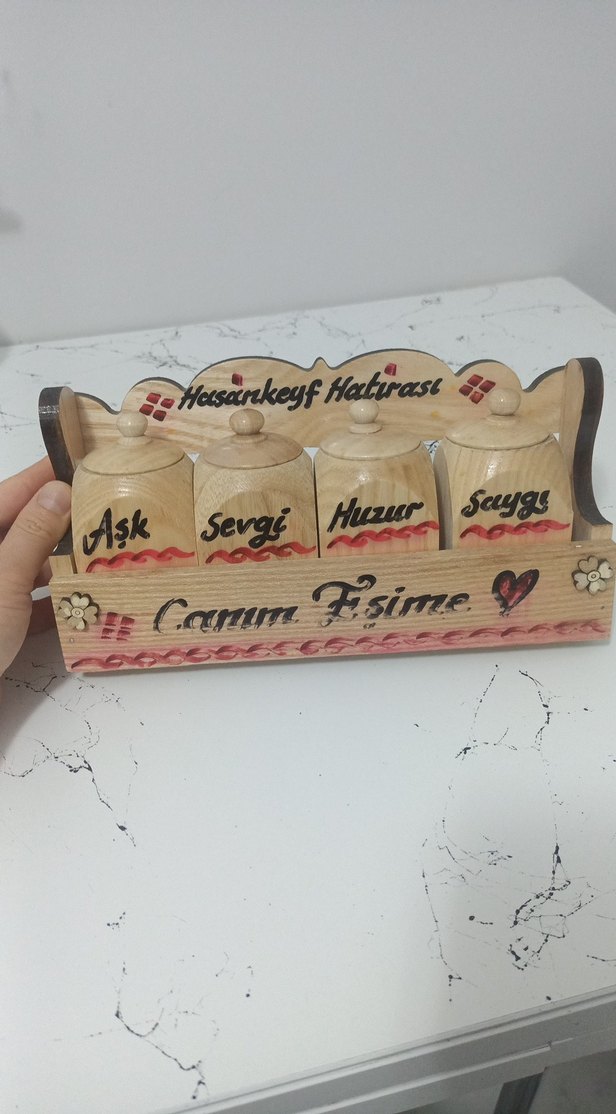 Hasankeyf Hatırası
Aşk Sevgi Huzur Saygı
Canım Eşime